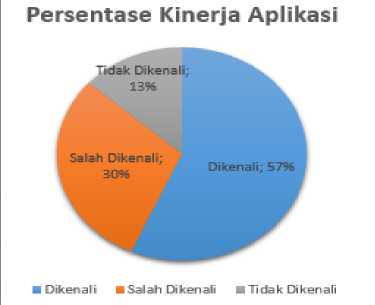 Persentase Kinerja Aplikasi
Tidak Dikenali;
13%
Salah Dikenali;
30%
Dikenali; 57%
Dikenali Salah Dikenali Tidak Dikenali